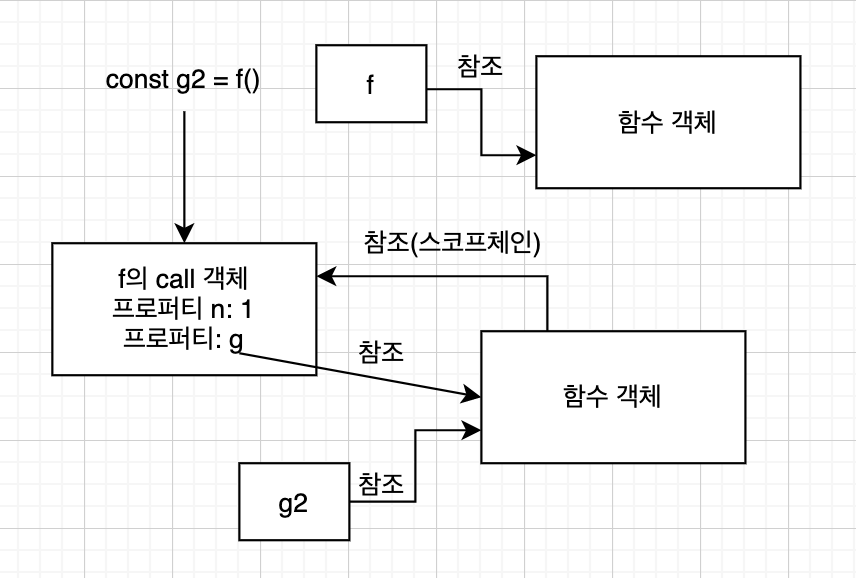 const g2 = f()
f
참조
함수 객체
참조(스코프체인)
f의 call 객체
프로퍼티 n: 1
프로퍼티: g
참조
함수 객체
참조
g2